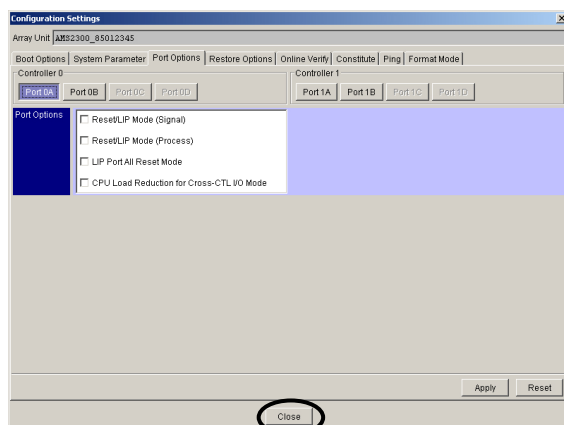 Configuration Settings
Array Unit AMS2300_85012345
Boot Options System Parameter Port Options Restore Options Online Verify Constitute Ping Format Mode
Controller 0 Controller 1
Port 0A Port 0B Port 0C Port 0D Port 1A Port 1B Port 1C Port 1D
Port Options
Reset/LIP Mode (Signal)
Reset/LIP Mode (Process)
LIP Port All Reset Mode
CPU Load Reduction for Cross-CTL I/O Mode
Apply Reset
Close